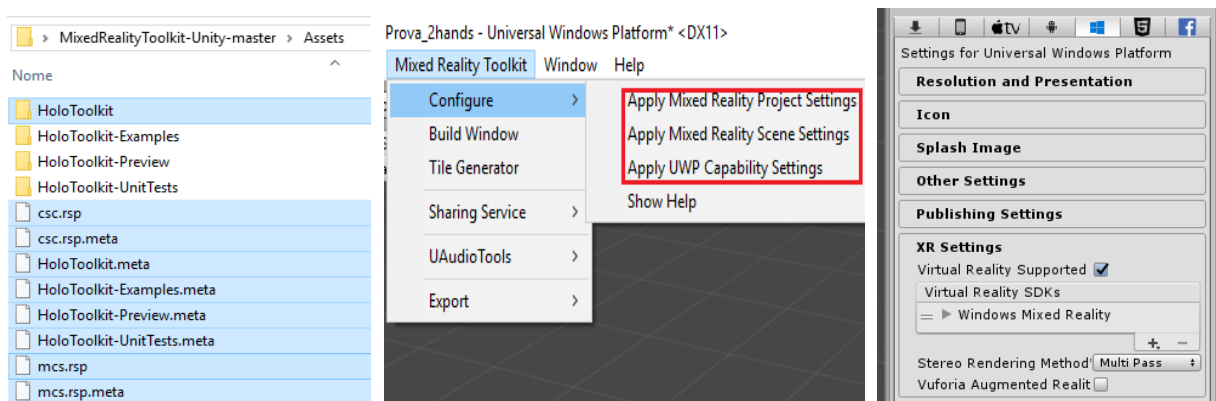 MixedRealityToolkit-Unity-master > Assets
Nome
HoloToolkit
HoloToolkit-Examples
HoloToolkit-Preview
HoloToolkit-UnitTests
csc.rsp
csc.rsp.meta
HoloToolkit.meta
HoloToolkit-Examples.meta
HoloToolkit-Preview.meta
HoloToolkit-UnitTests.meta
mcs.rsp
mcs.rsp.meta
Prova_2hands - Universal Windows Platform* <DX11>
Mixed Reality Toolkit Window Help
Configure >
Build Window
Tile Generator
Sharing Service >
UAudioTools >
Export >
Apply Mixed Reality Project Settings
Apply Mixed Reality Scene Settings
Apply UWP Capability Settings
Show Help
tv
Settings for Universal Windows Platform
Resolution and Presentation
Icon
Splash Image
Other Settings
Publishing Settings
XR Settings
Virtual Reality Supported
Virtual Reality SDKs
Windows Mixed Reality
Stereo Rendering Method* Multi Pass
Vuforia Augmented Realit